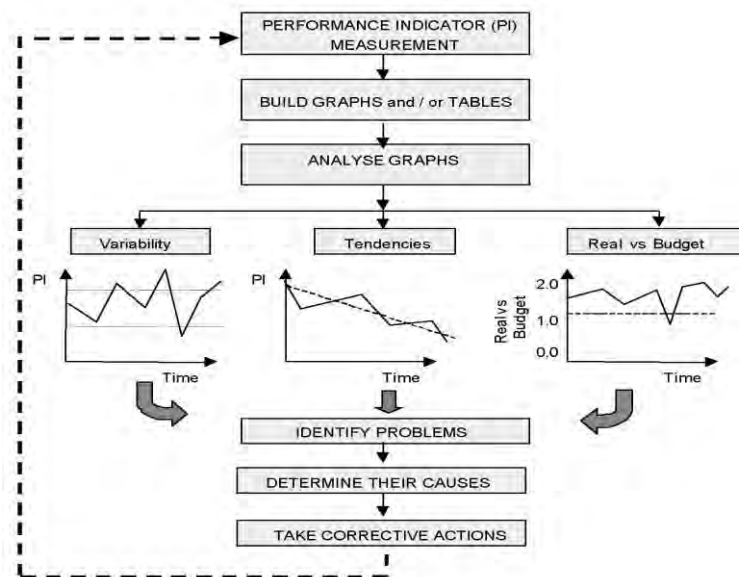 PERFORMANCE INDICATOR (PI)
MEASUREMENT
BUILD GRAPHS and / or TABLES
ANALYSE GRAPHS
Variability
Tendencies
Real vs Budget
PI
Time
PI
Time
Real vs
Budget
2.0
1.0
0.0
Time
IDENTIFY PROBLEMS
DETERMINE THEIR CAUSES
TAKE CORRECTIVE ACTIONS